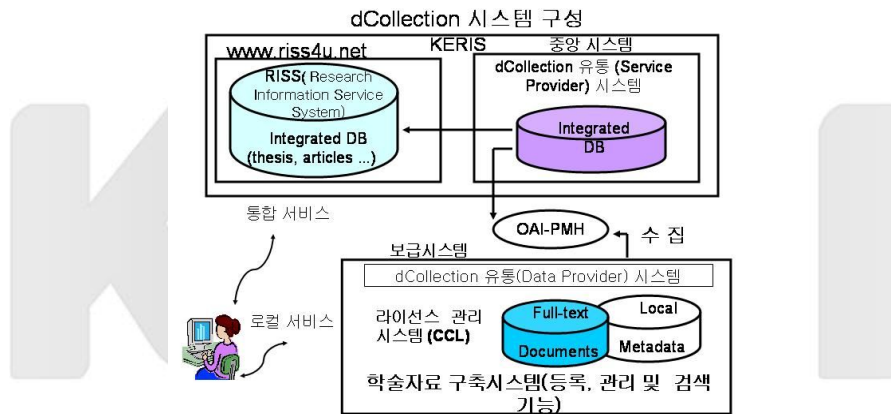 dCollection 시스템 구성
KERIS
중앙 시스템
www.riss4u.net
RISS( Research
Information Service
System)
Integrated DB
(thesis, articles ...)
dCollection 유통 (Service
Provider) 시스템
Integrated
DB
통합 서비스
OAI-PMH
수 집
보급시스템
dCollection 유통(Data Provider) 시스템
로컬 서비스
라이선스 관리
시스템 (CCL)
Full-text
Documents
Local
Metadata
학술자료 구축시스템(등록, 관리 및 검색
기능)